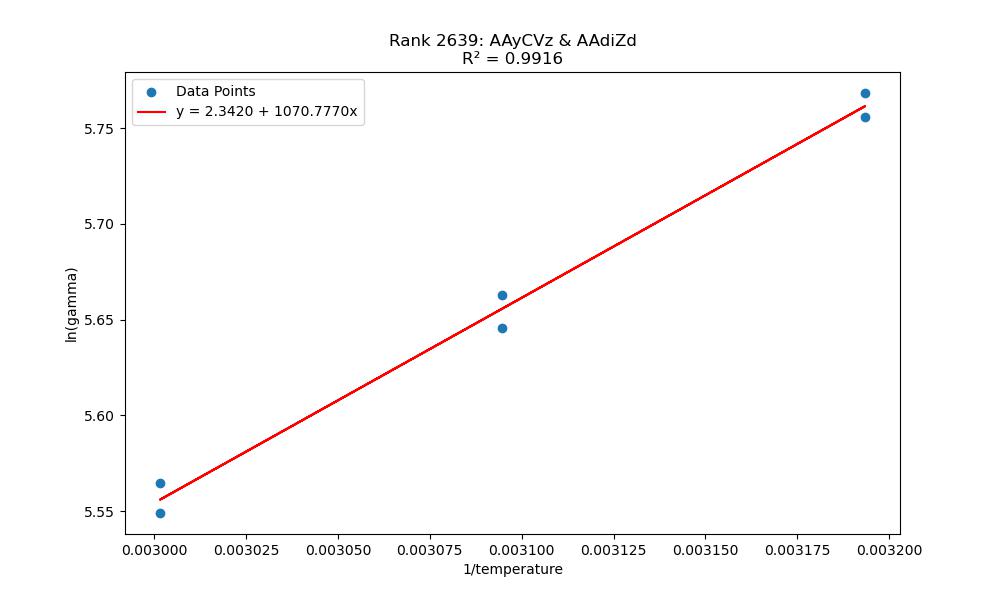 Rank 2639: AAyCVz & AAdiZd
R² = 0.9916
Data Points
y = 2.3420 + 1070.7770x
5.75
5.70
5.65
5.60
5.55
ln(gamma)
0.003000 0.003025 0.003050 0.003075 0.003100 0.003125 0.003150 0.003175 0.003200
1/temperature